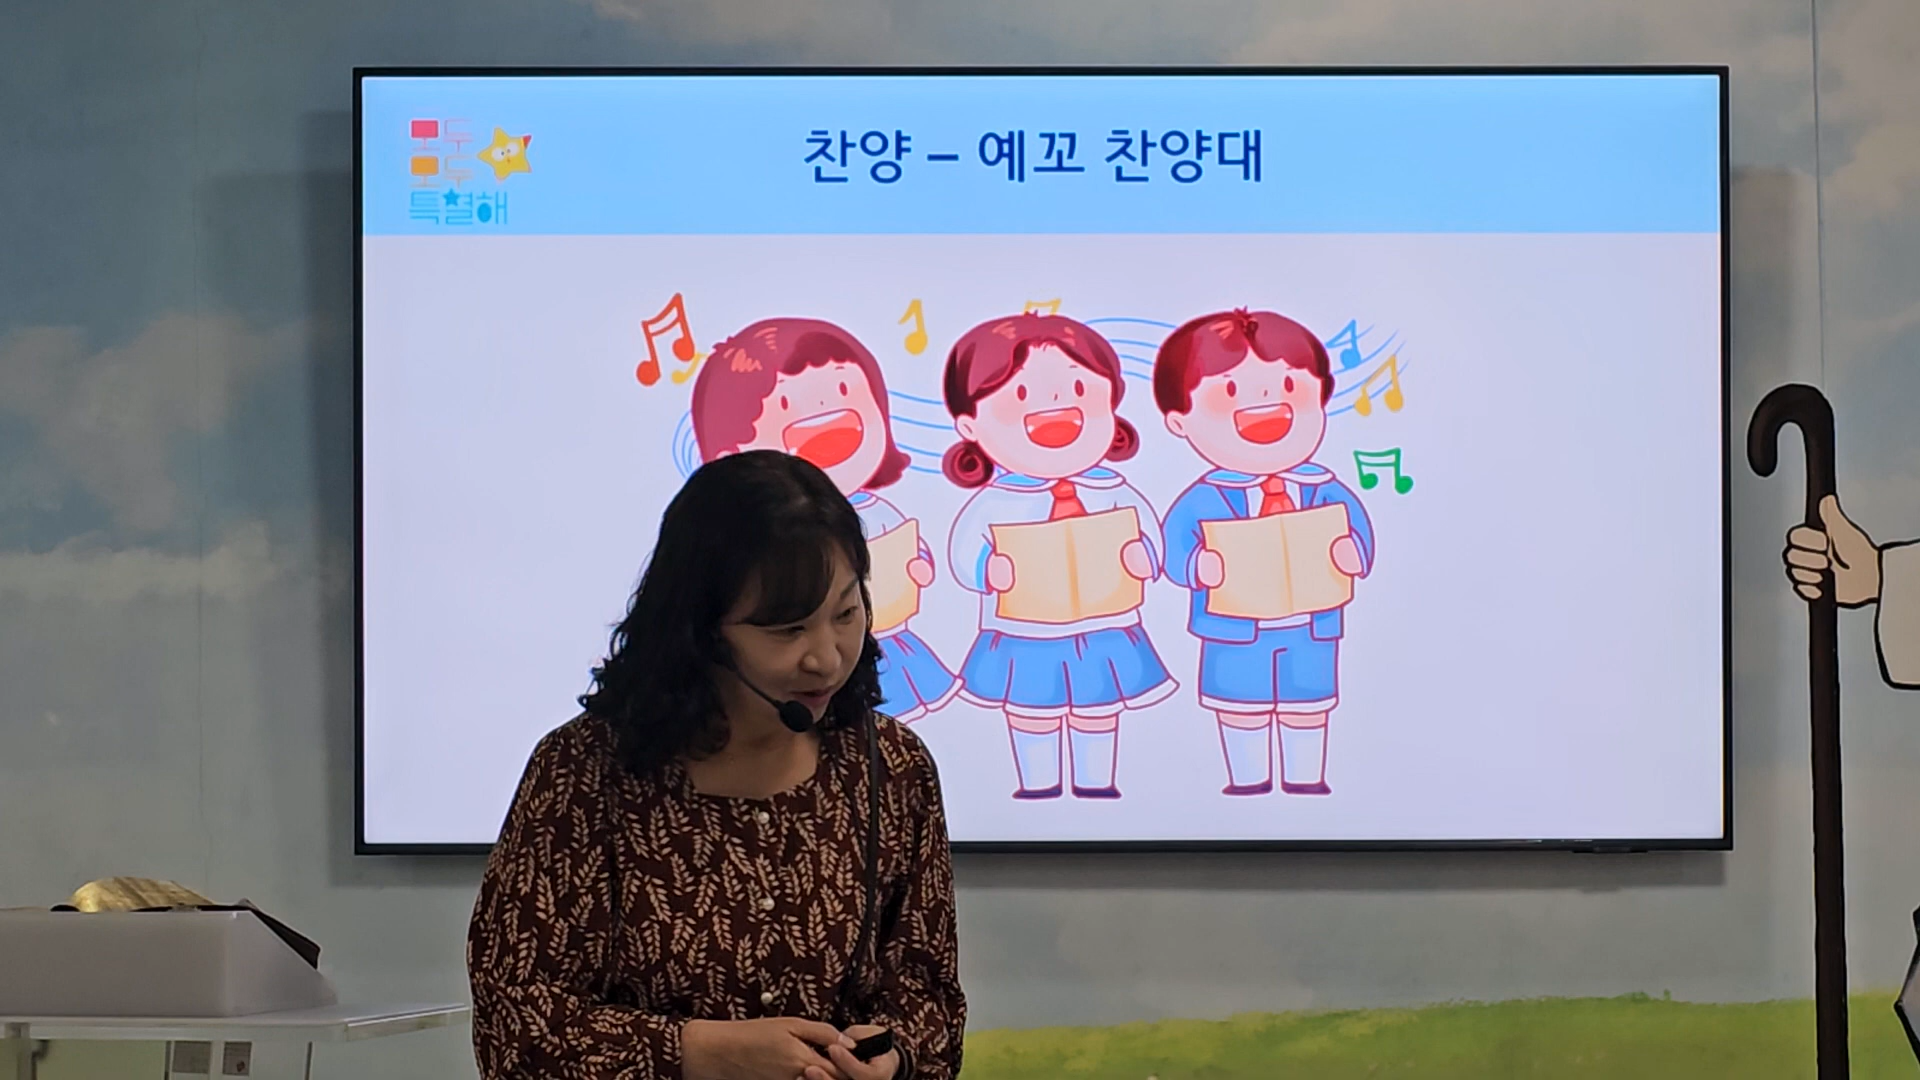 모두
모두
특별해
찬양 – 예꼬 찬양대